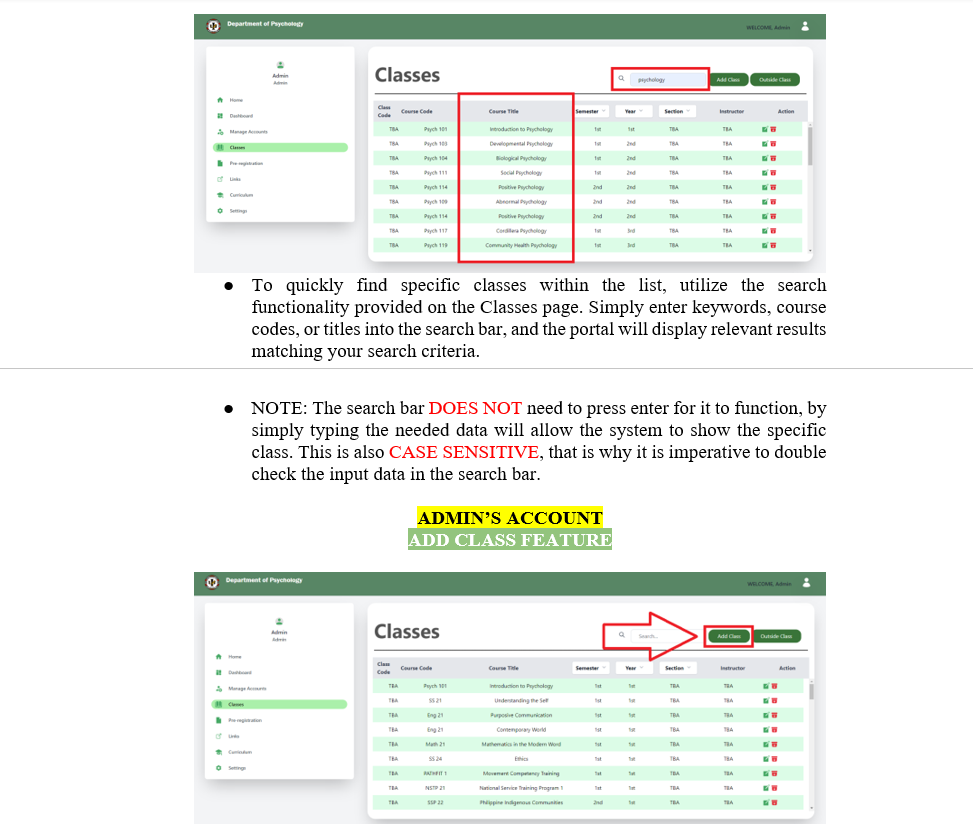 Department of Psychology
WELCOME, Admin
Admin
Admin
Home
Dashboard
Manage Accounts
Classes
Pre-registration
Links
Curriculum
Settings
Classes
psychology
Add Class
Outside Class
Class Code Course Code Course Title Semester Year Section Instructor Action
TBA Psych 101 Introduction to Psychology 1st 1st TBA TBA
TBA Psych 103 Developmental Psychology 1st 2nd TBA TBA
TBA Psych 104 Biological Psychology 1st 2nd TBA TBA
TBA Psych 111 Social Psychology 1st 2nd TBA TBA
TBA Psych 114 Positive Psychology 2nd 2nd TBA TBA
TBA Psych 109 Abnormal Psychology 2nd 2nd TBA TBA
TBA Psych 114 Positive Psychology 2nd 2nd TBA TBA
TBA Psych 117 Cordillera Psychology 1st 3rd TBA TBA
TBA Psych 119 Community Health Psychology 1st 3rd TBA TBA
● To quickly find specific classes within the list, utilize the search
functionality provided on the Classes page. Simply enter keywords, course
codes, or titles into the search bar, and the portal will display relevant results
matching your search criteria.
● NOTE: The search bar DOES NOT need to press enter for it to function, by
simply typing the needed data will allow the system to show the specific
class. This is also CASE SENSITIVE, that is why it is imperative to double
check the input data in the search bar.
ADMIN’S ACCOUNT
ADD CLASS FEATURE
Department of Psychology
WELCOME, Admin
Admin
Admin
Home
Dashboard
Manage Accounts
Classes
Pre-registration
Links
Curriculum
Settings
Classes
Search...
Add Class
Outside Class
Class Code Course Code Course Title Semester Year Section Instructor Action
TBA Psych 101 Introduction to Psychology 1st 1st TBA TBA
TBA SS 21 Understanding the Self 1st 1st TBA TBA
TBA Eng 21 Purposive Communication 1st 1st TBA TBA
TBA Eng 21 Contemporary World 1st 1st TBA TBA
TBA Math 21 Mathematics in the Modern Word 1st 1st TBA TBA
TBA SS 24 Ethics 1st 1st TBA TBA
TBA PATHFIT 1 Movement Competency Training 1st 1st TBA TBA
TBA NSTP 21 National Service Training Program 1 1st 1st TBA TBA
TBA SSP 22 Philippine Indigenous Communities 2nd 1st TBA TBA